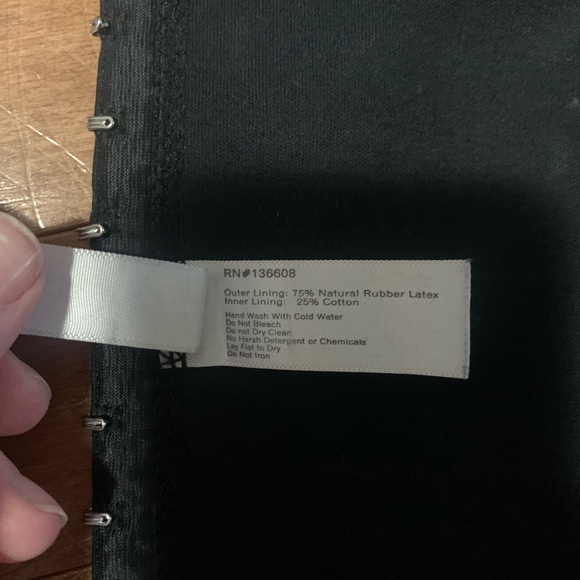 RN#136608
Outer Lining: 75% Natural Rubber Latex
Inner Lining: 25% Cotton
Hand Wash With Cold Water
Do Not Bleach
Do not Dry Clean
No Harsh Detergent or Chemicals
Lay Flat to Dry
Do Not Iron